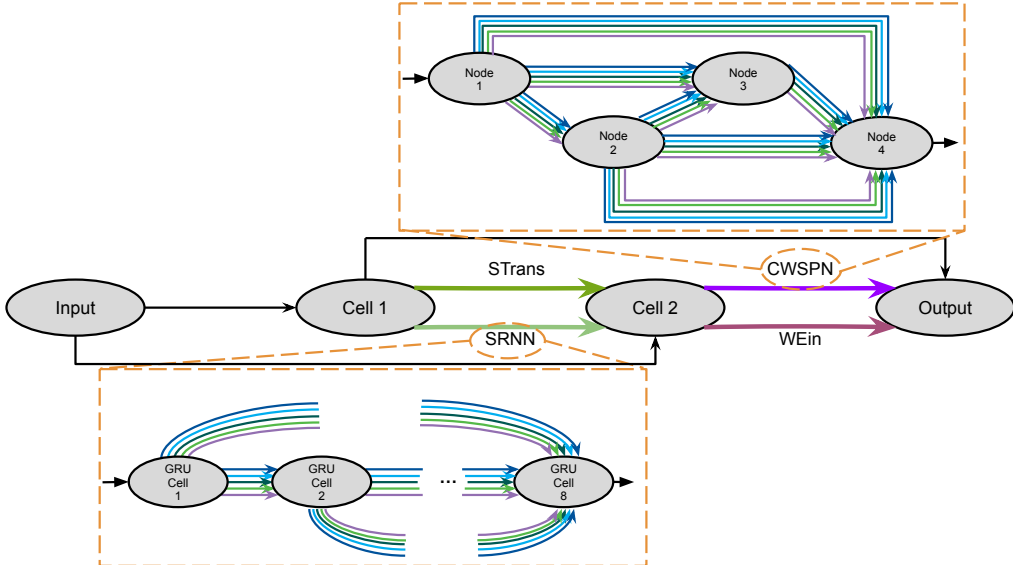 Node
1
Node
3
Node
2
Node
4
STrans
CWSPN
Input
Cell 1
Cell 2
Output
SRNN
WEin
GRU
Cell
1
GRU
Cell
2
...
GRU
Cell
8